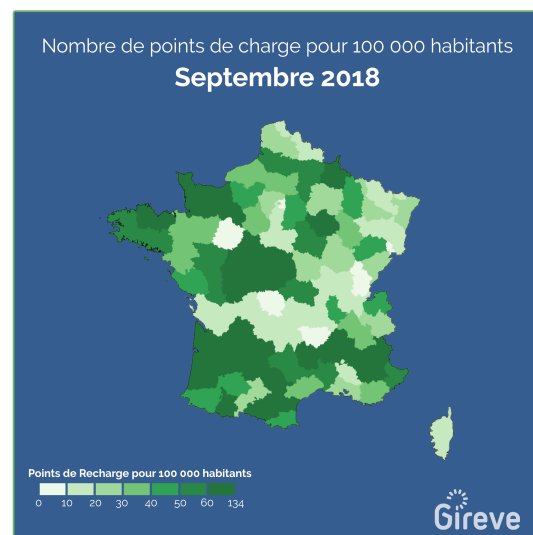 Nombre de points de charge pour 100 000 habitants
Septembre 2018
Points de Recharge pour 100 000 habitants
0 10 20 30 40 50 60 134
Gireve